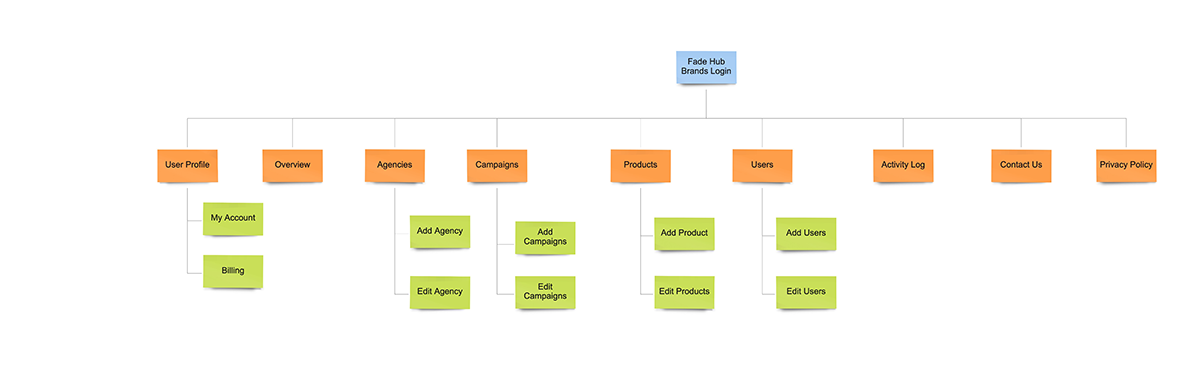 Fade Hub
Brands Login
User Profile
Overview
Agencies
Campaigns
Products
Users
Activity Log
Contact Us
Privacy Policy
My Account
Billing
Add Agency
Edit Agency
Add
Campaigns
Edit
Campaigns
Add Product
Edit Products
Add Users
Edit Users